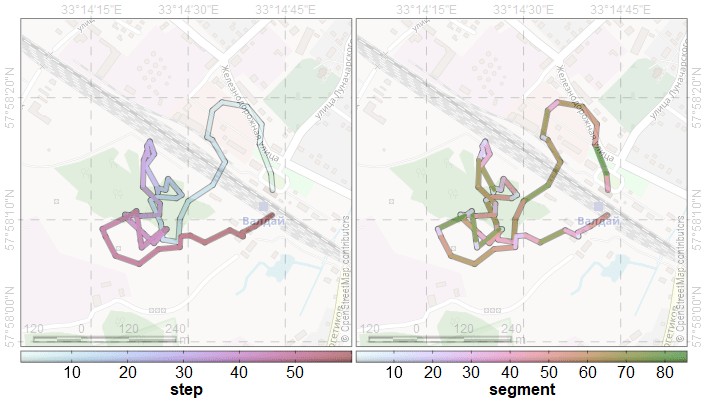 33°14'15"E 33°14'30"E 33°14'45"E 33°14'15"E 33°14'30"E 33°14'45"E
57°58'20"N
57°58'10"N
57°58'00"N
улица
Железнодорожная улица
улица Луначарского
Валдай
© OpenStreetMap contributors
120 0 120 240 m
улица
Железнодорожная улица
улица Луначарского
Валдай
© OpenStreetMap contributors
120 0 120 240 m
57°58'20"N
57°58'10"N
57°58'00"N
10 20 30 40 50
step
10 20 30 40 50 60 70 80
segment